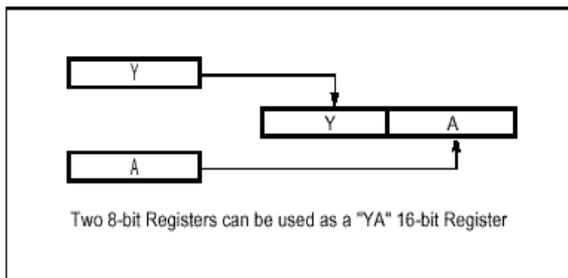 Y
Y A
A
Two 8-bit Registers can be used as a "YA" 16-bit Register